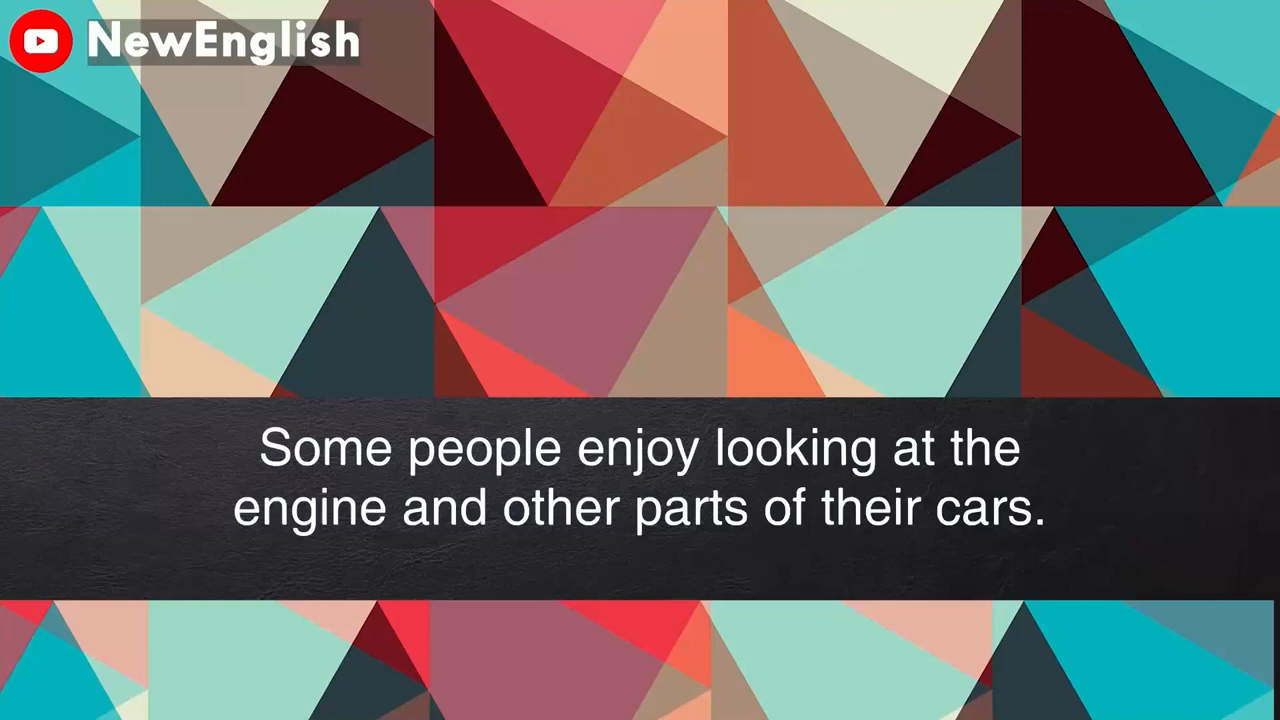 NewEnglish
Some people enjoy looking at the
engine and other parts of their cars.